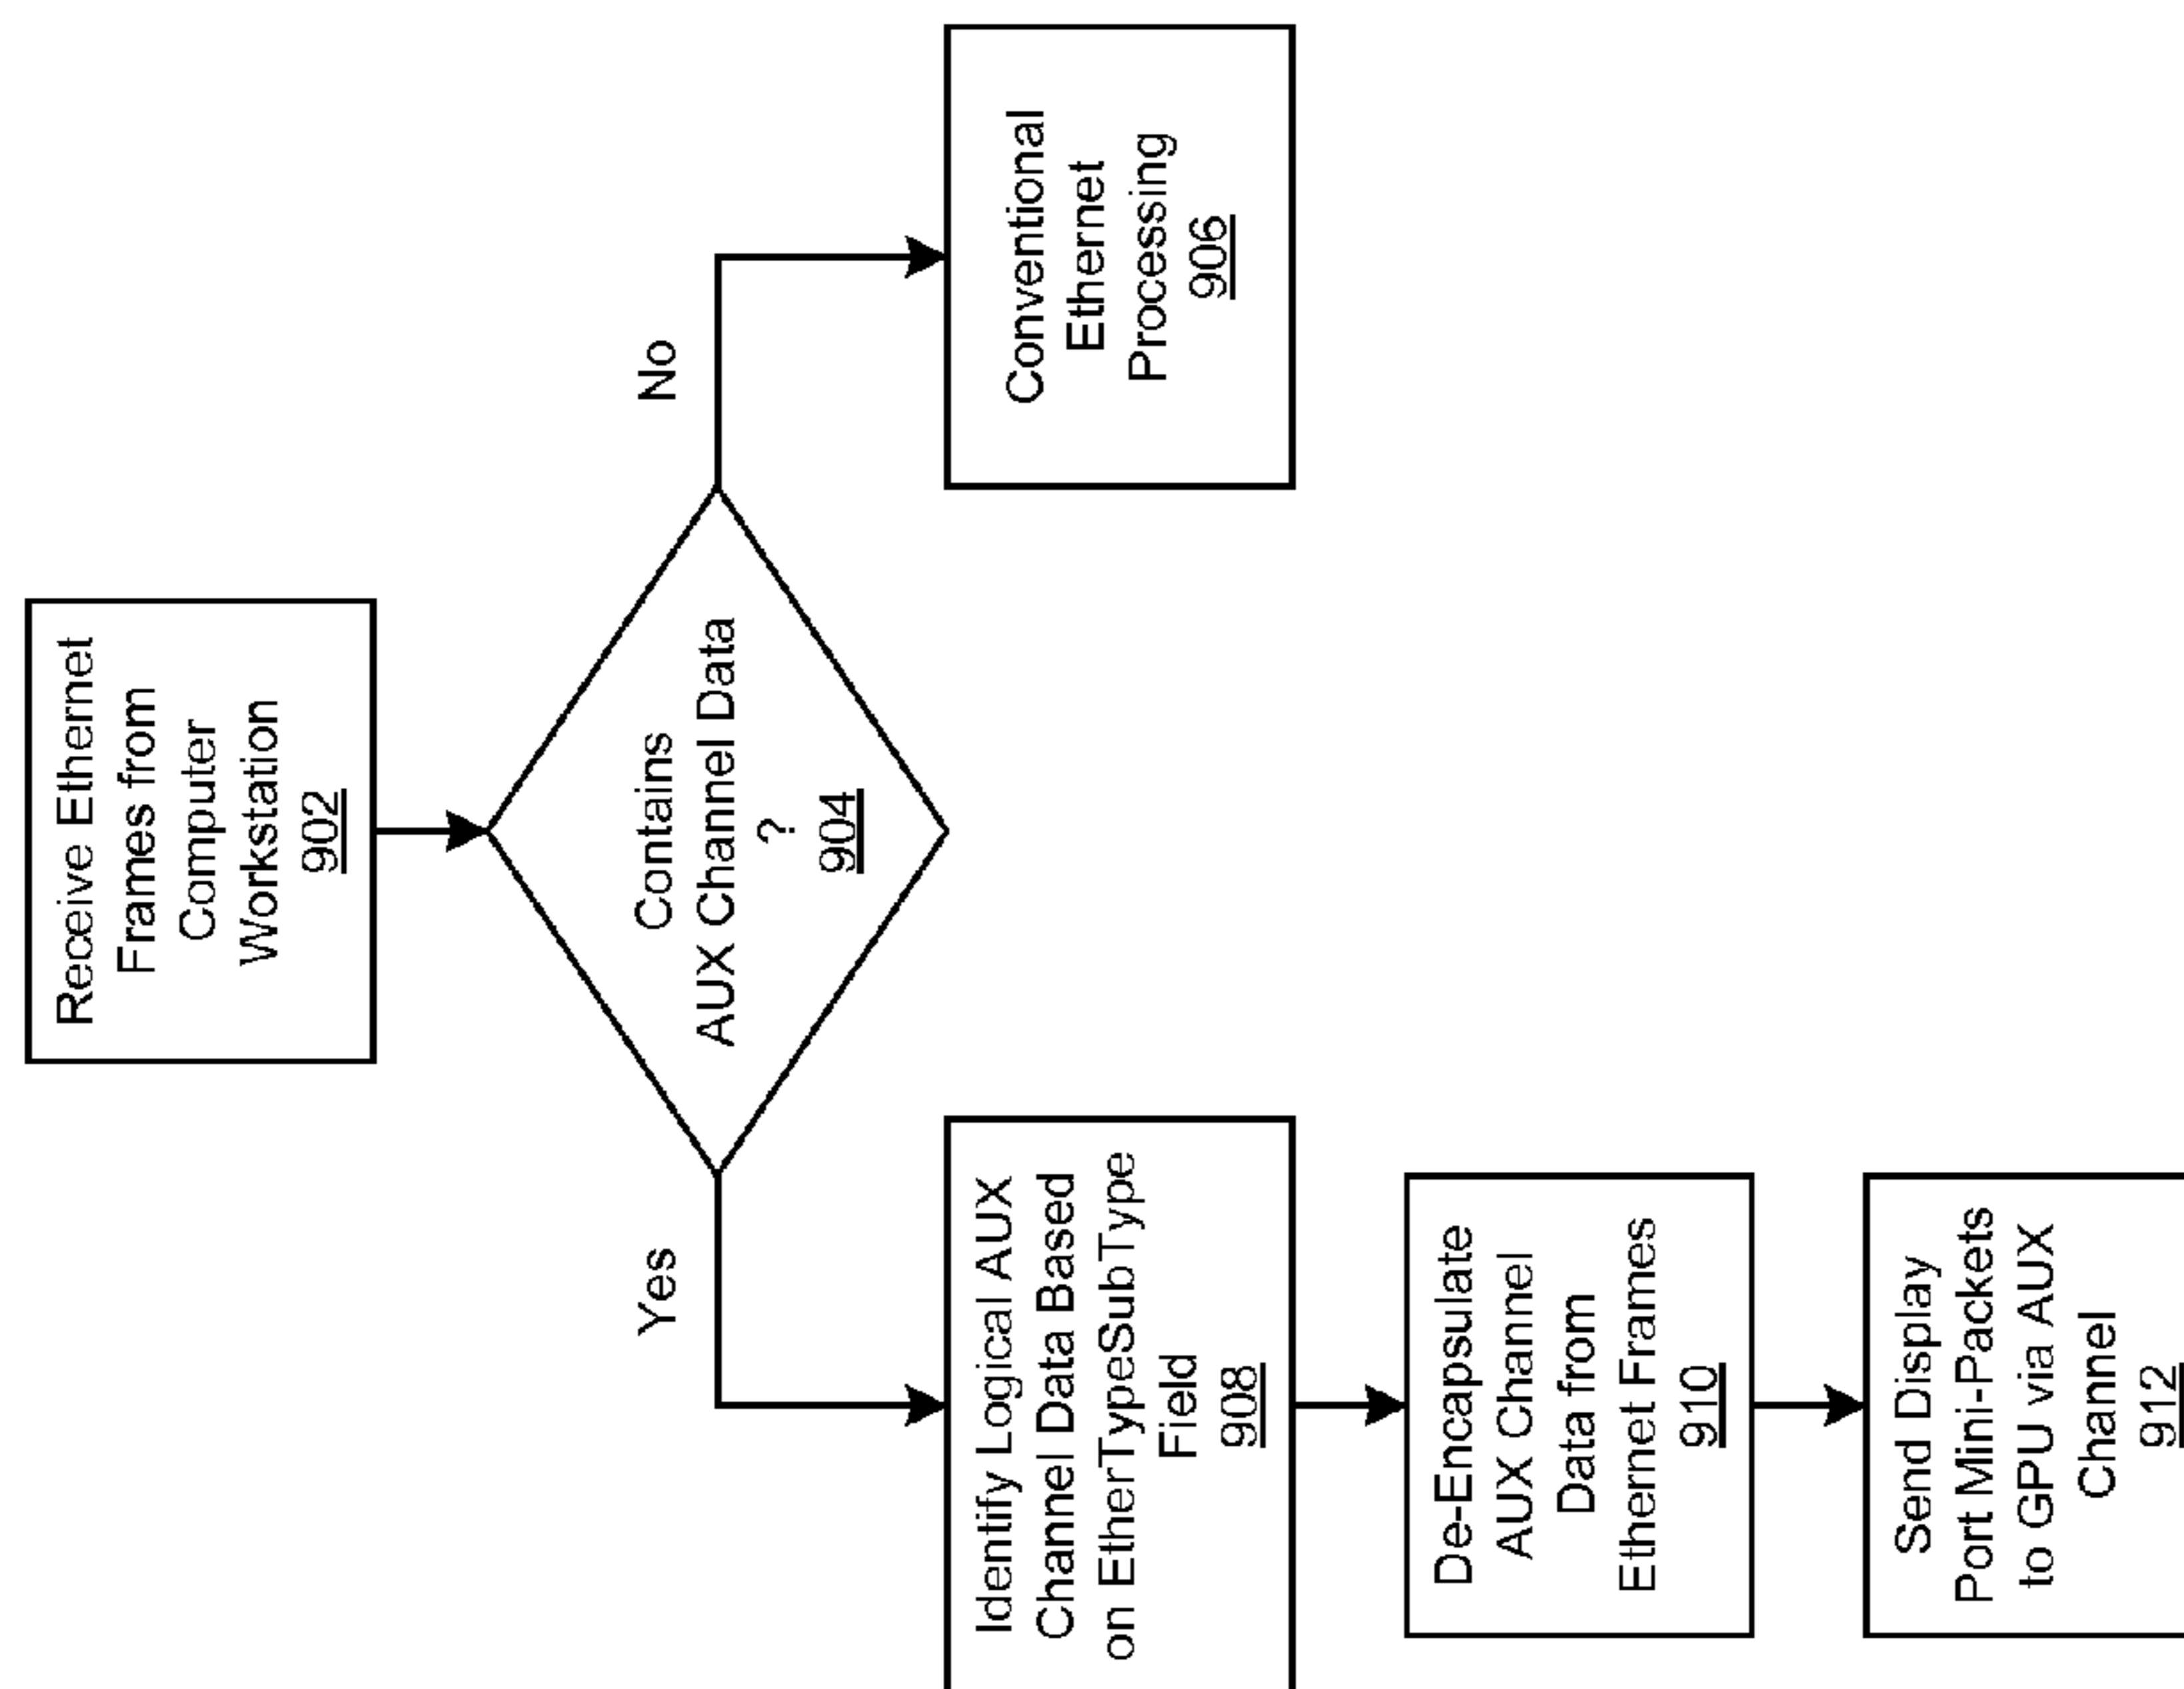 Receive Ethernet
Frames from
Computer
Workstation
902
Contains
AUX Channel Data
?
904
Yes
No
Identify Logical AUX
Channel Data Based
on EtherTypeSubType
Field
908
Conventional
Ethernet
Processing
906
De-Encapsulate
AUX Channel
Data from
Ethernet Frames
910
Send Display
Port Mini-Packets
to GPU via AUX
Channel
912